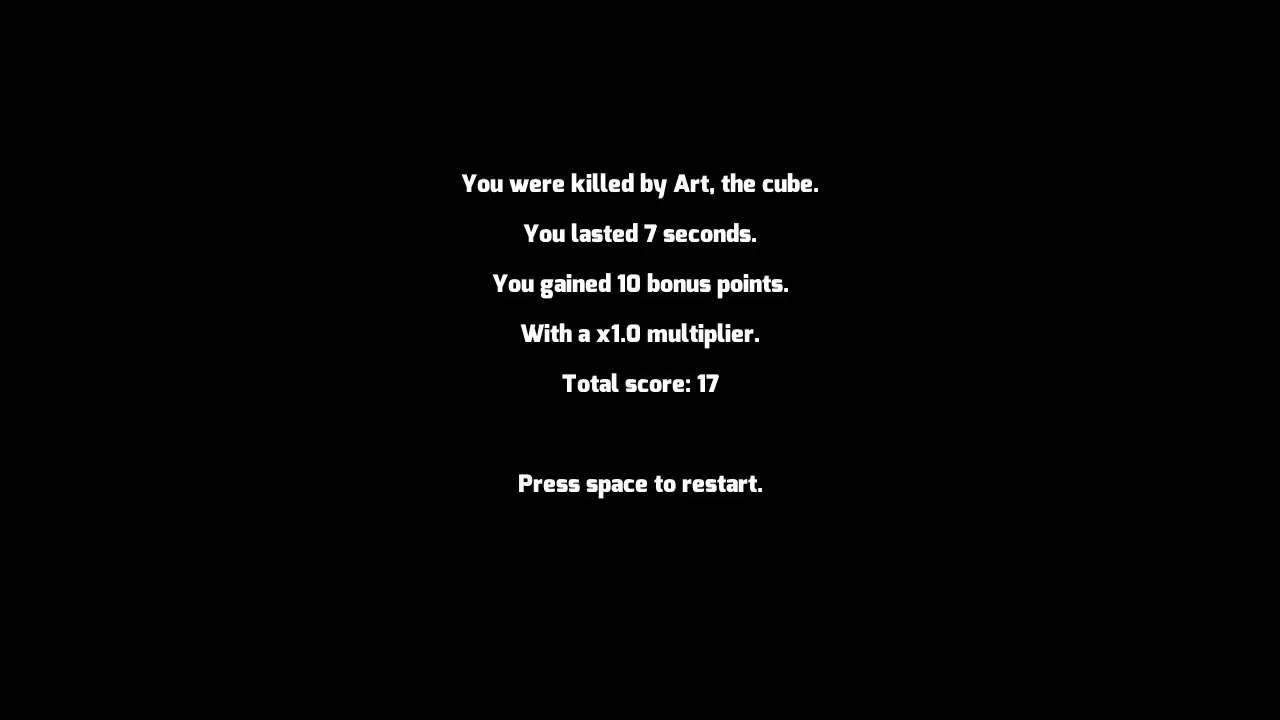 You were killed by Art, the cube.
You lasted 7 seconds.
You gained 10 bonus points.
With a x1.0 multiplier.
Total score: 17
Press space to restart.